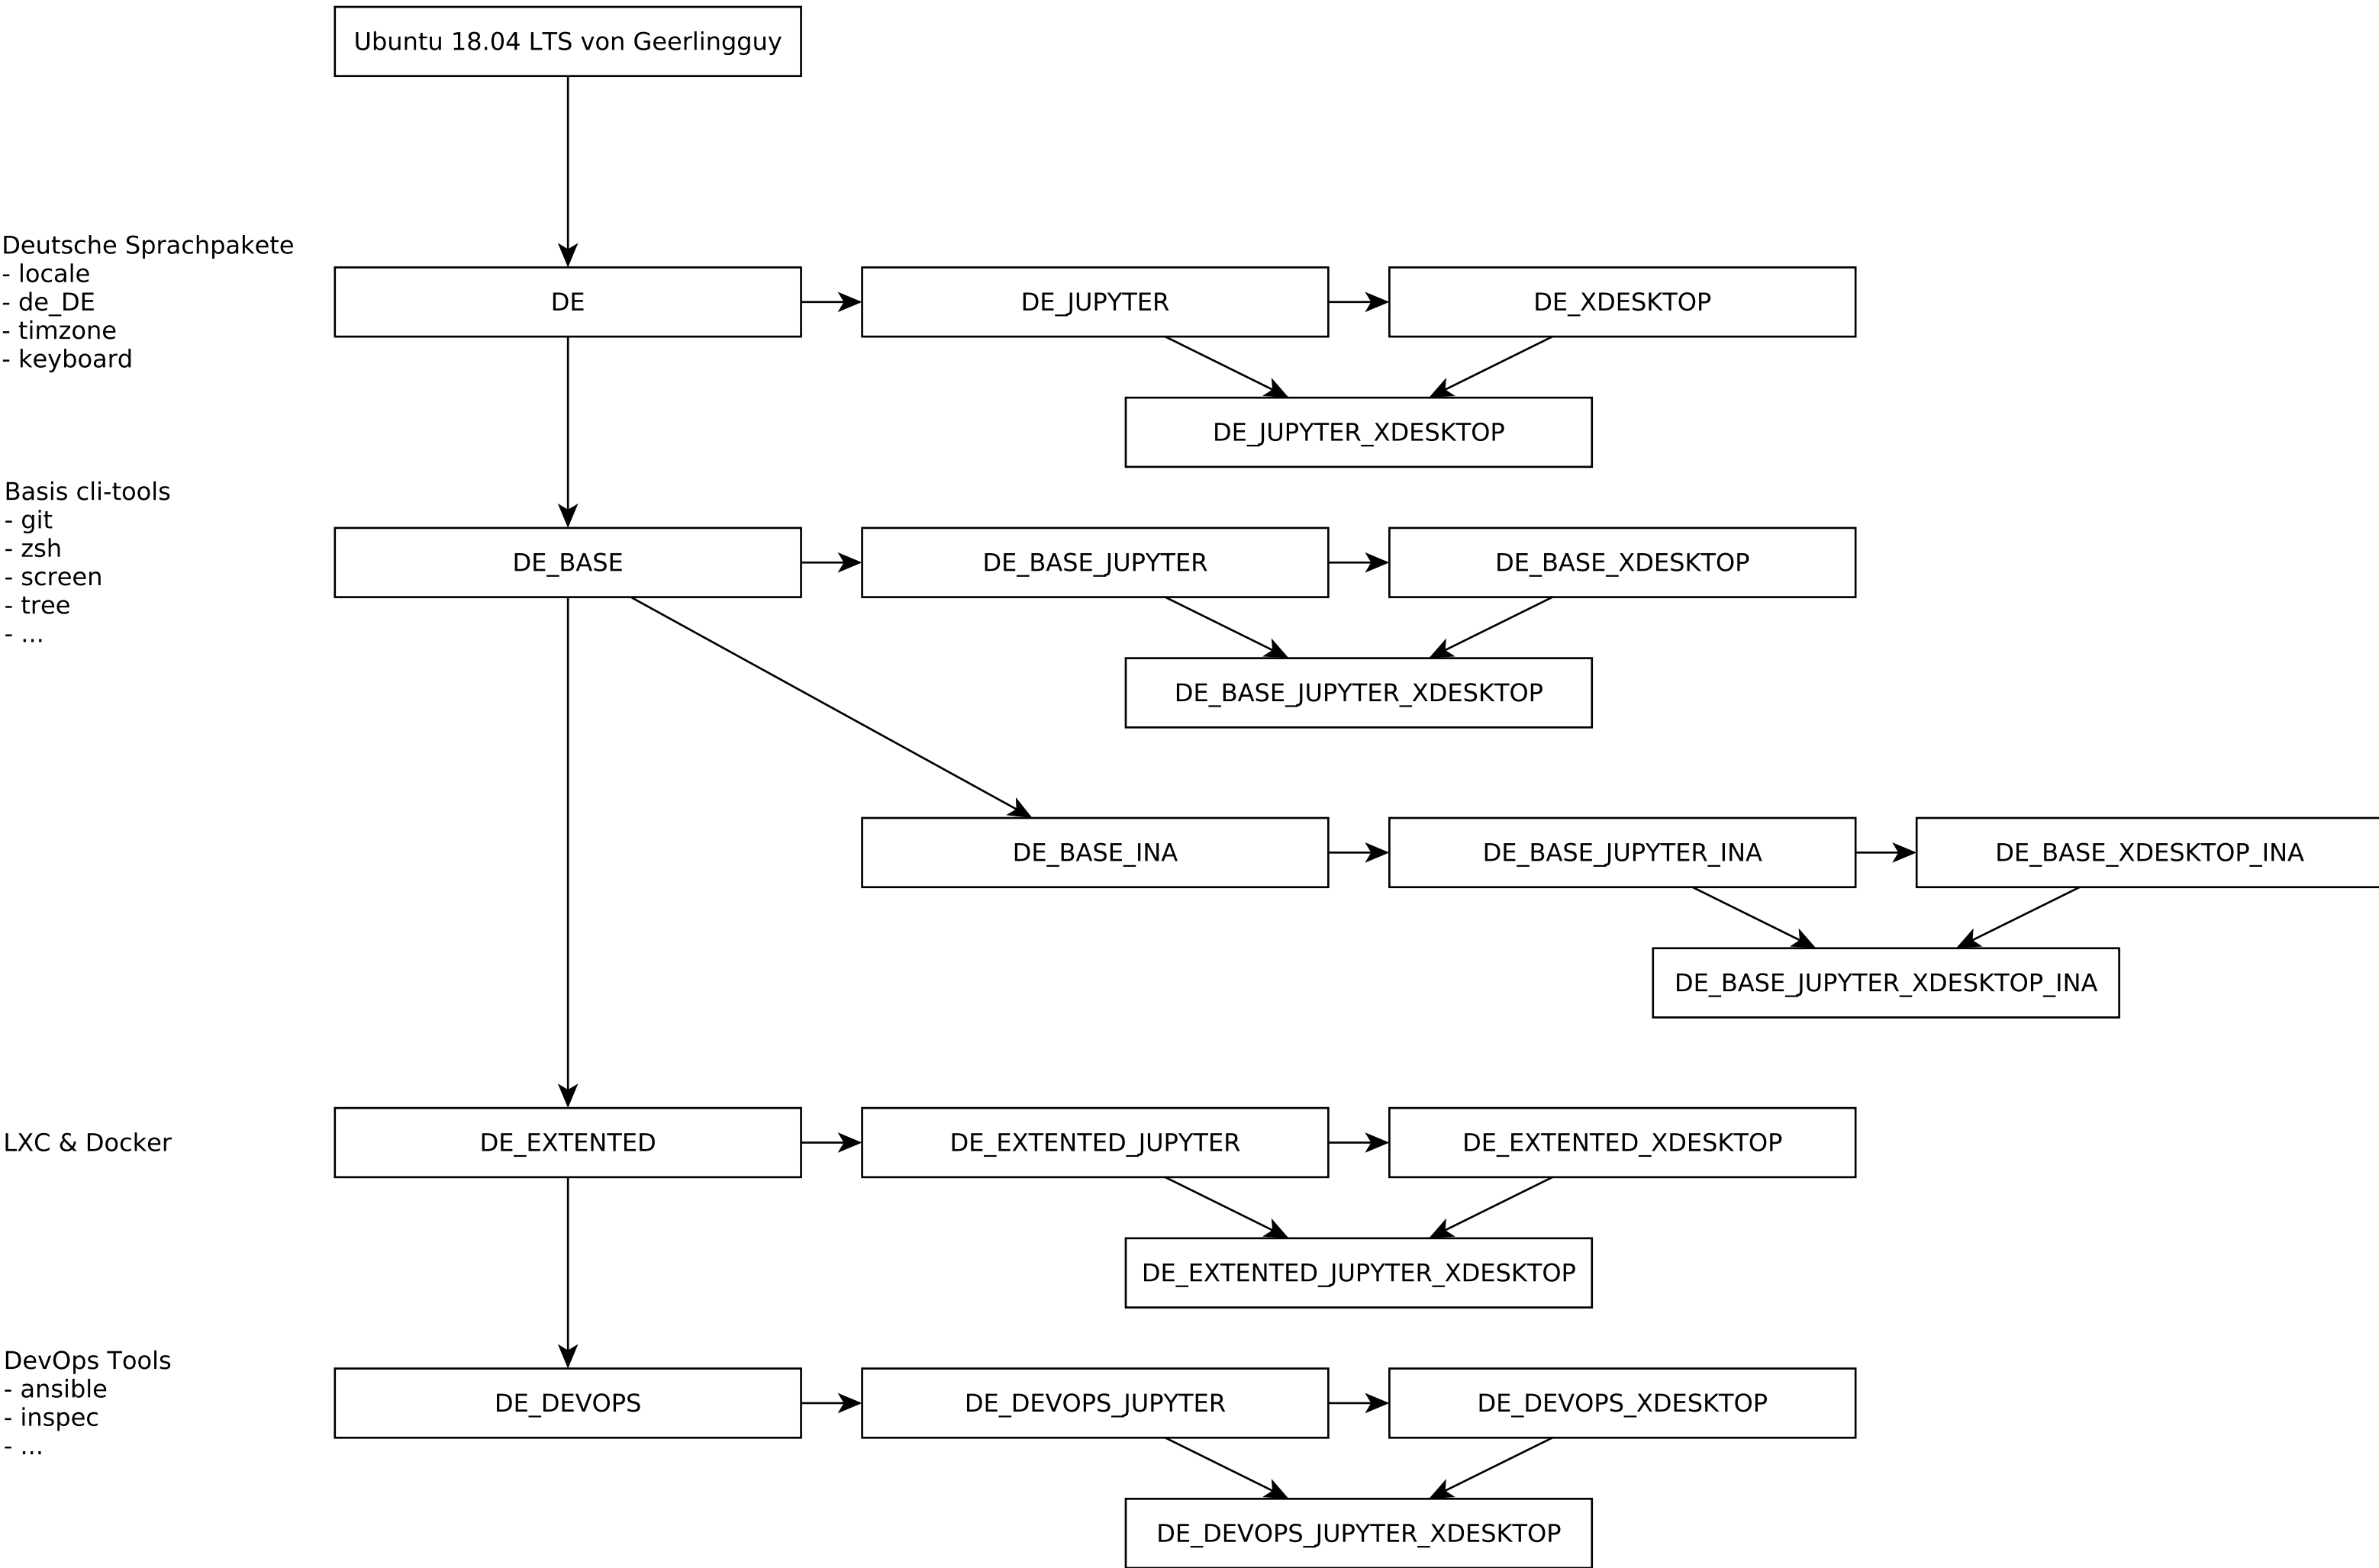 Ubuntu 18.04 LTS von Geerlingguy
Deutsche Sprachpakete
- locale
- de_DE
- timzone
- keyboard
DE
DE_JUPYTER
DE_XDESKTOP
DE_JUPYTER_XDESKTOP
Basis cli-tools
- git
- zsh
- screen
- tree
- ...
DE_BASE
DE_BASE_JUPYTER
DE_BASE_XDESKTOP
DE_BASE_JUPYTER_XDESKTOP
DE_BASE_INA
DE_BASE_JUPYTER_INA
DE_BASE_XDESKTOP_INA
DE_BASE_JUPYTER_XDESKTOP_INA
LXC & Docker
DE_EXTENTED
DE_EXTENTED_JUPYTER
DE_EXTENTED_XDESKTOP
DE_EXTENTED_JUPYTER_XDESKTOP
DevOps Tools
- ansible
- inspec
- ...
DE_DEVOPS
DE_DEVOPS_JUPYTER
DE_DEVOPS_XDESKTOP
DE_DEVOPS_JUPYTER_XDESKTOP